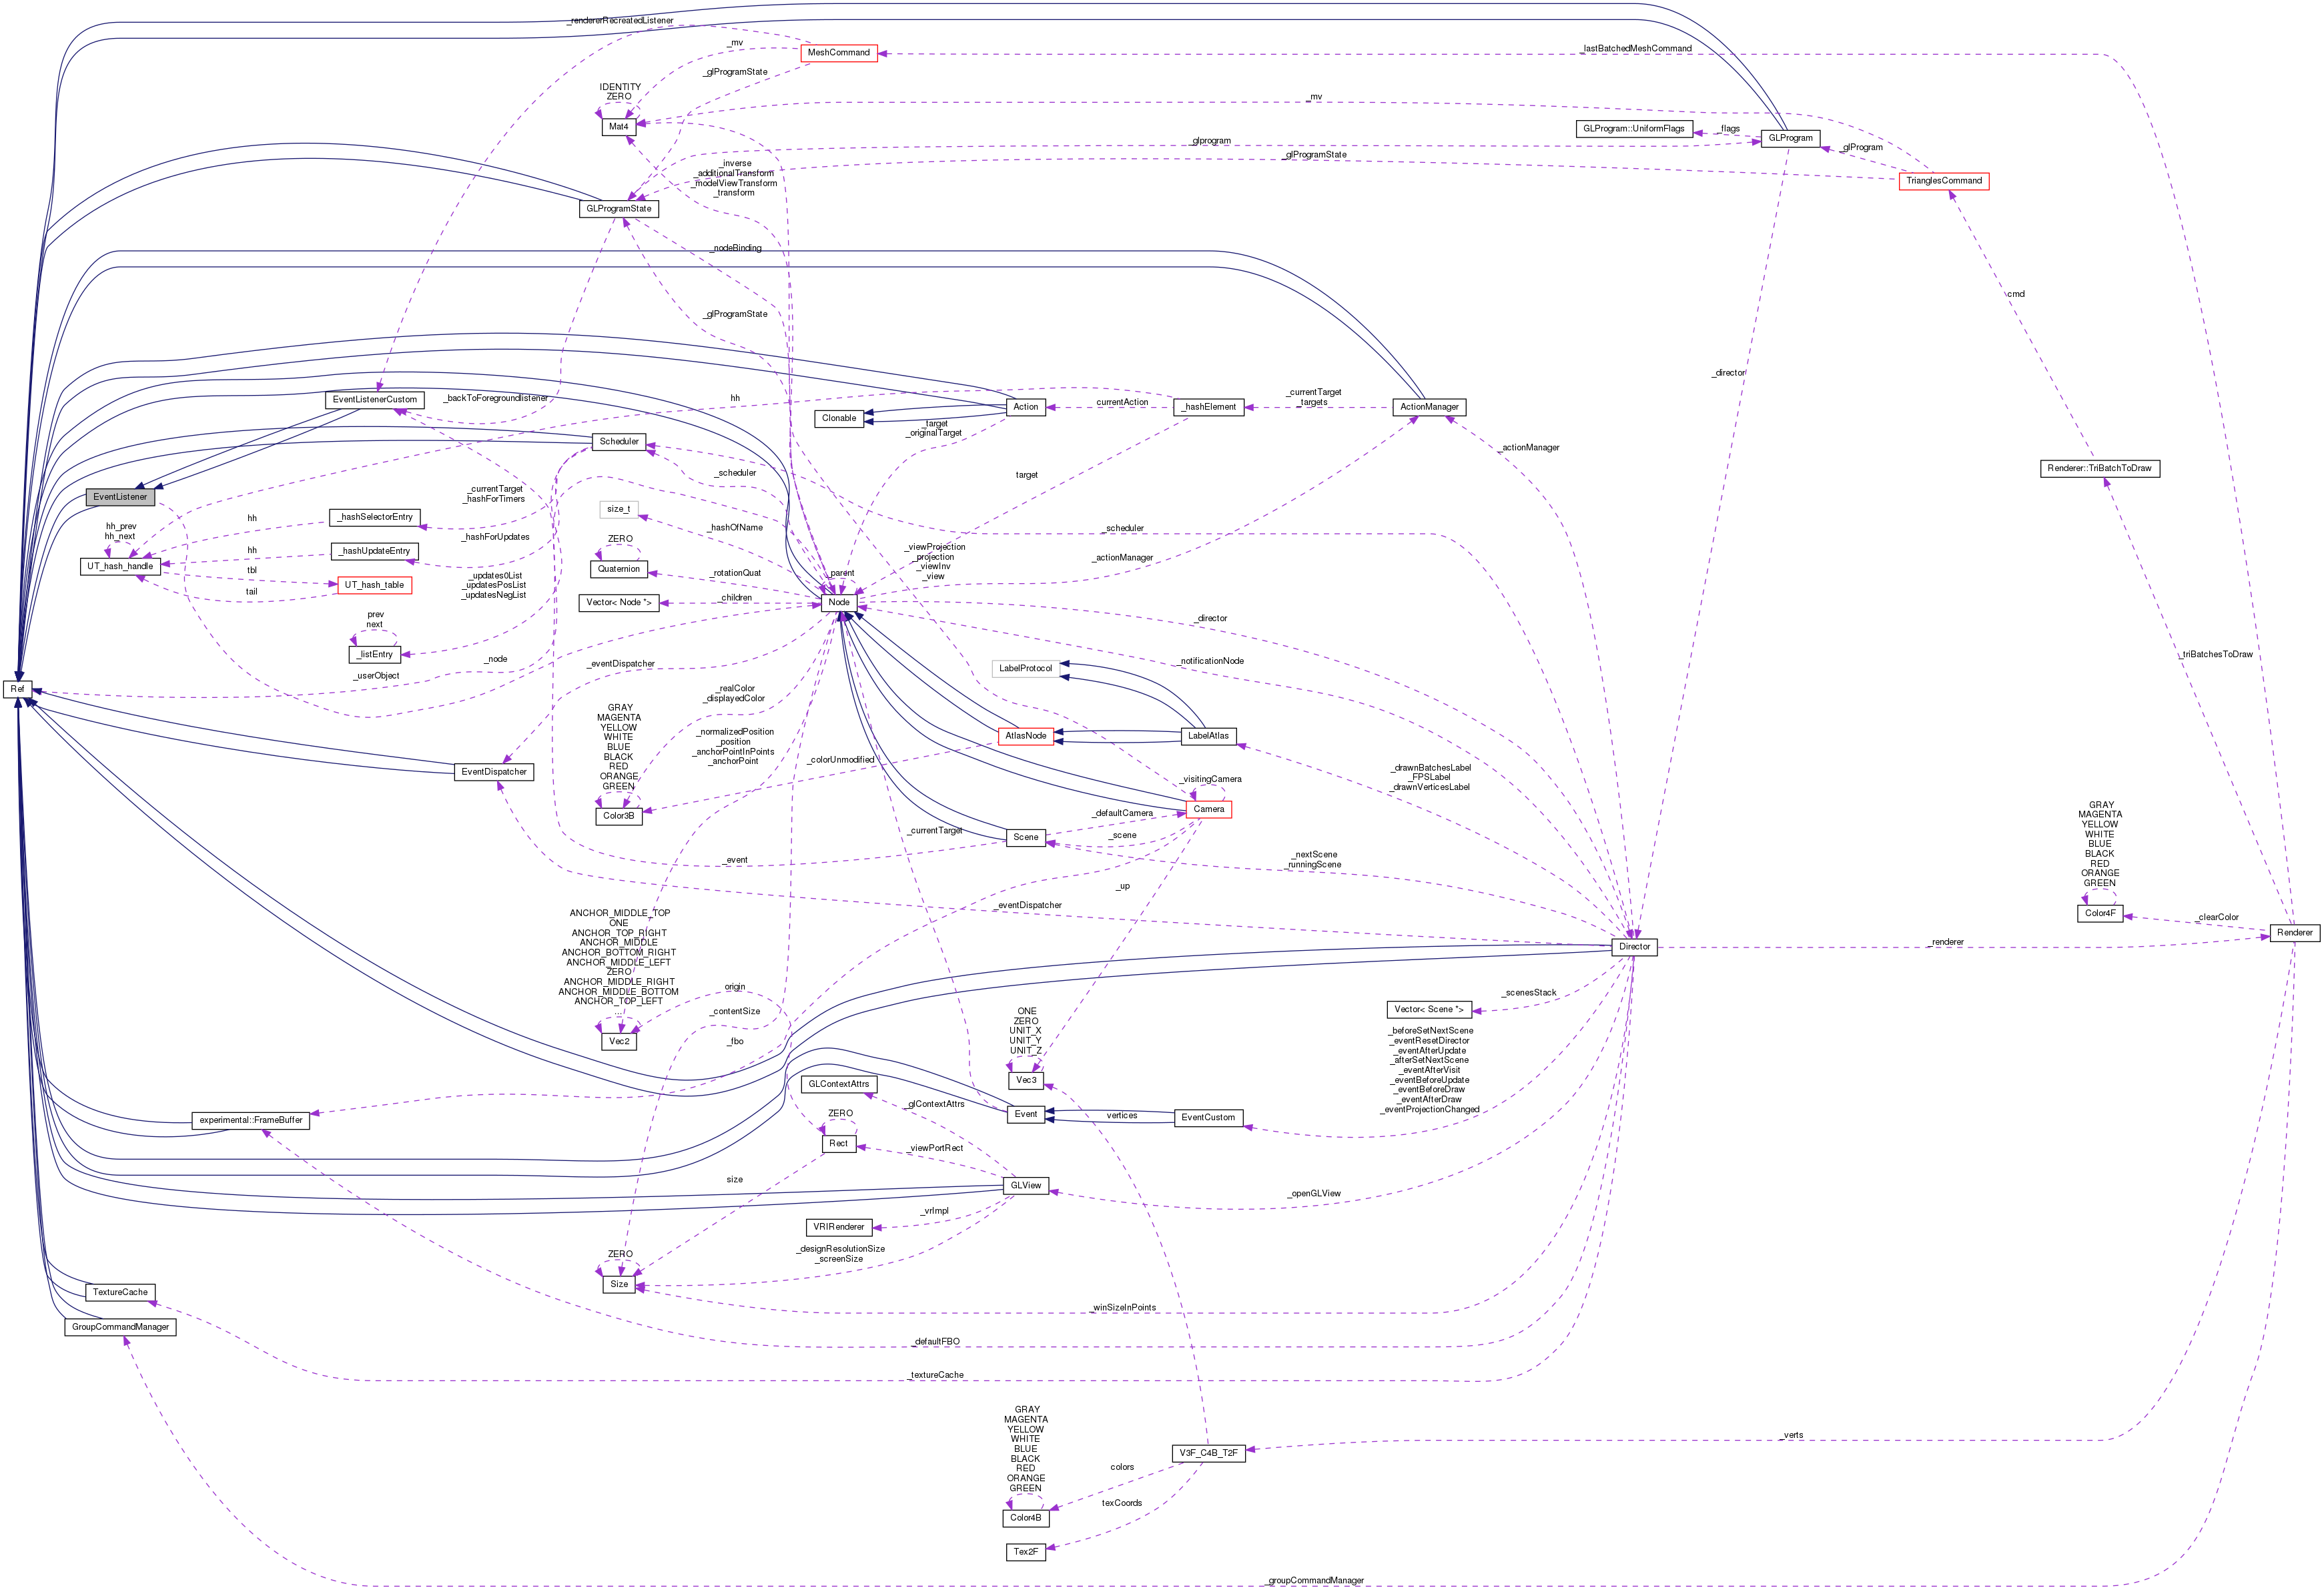 _rendererRecreatedListener
_mv
MeshCommand
_lastBatchedMeshCommand
_glProgramState
IDENTITY
ZERO
Mat4
_mv
GLProgram::UniformFlags
_flags
GLProgram
_glprogram
_glProgram
_glProgramState
_inverse
_additionalTransform
_modelViewTransform
_transform
TrianglesCommand
GLProgramState
_nodeBinding
cmd
_glProgramState
_director
EventListenerCustom
_backToForegroundlistener
hh
Action
Clonable
currentAction
_hashElement
_currentTarget
_targets
ActionManager
_target
_originalTarget
Scheduler
_actionManager
_scheduler
target
Renderer::TriBatchToDraw
EventListener
_currentTarget
_hashForTimers
size_t
_hashOfName
hh
_hashSelectorEntry
hh_prev
hh_next
_scheduler
_hashForUpdates
ZERO
Quaternion
hh
_hashUpdateEntry
UT_hash_handle
_viewProjection
_projection
_viewInv
_view
_actionManager
tbl
UT_hash_table
tail
_rotationQuat
_parent
_updates0List
_updatesPosList
_updatesNegList
Vector< Node *>
_children
Node
prev
next
_listEntry
_director
_node
_userObject
_eventDispatcher
LabelProtocol
_notificationNode
_triBatchesToDraw
Ref
_realColor
_displayedColor
GRAY
MAGENTA
YELLOW
WHITE
BLUE
BLACK
RED
ORANGE
GREEN
Color3B
_normalizedPosition
_position
_anchorPointInPoints
_anchorPoint
AtlasNode
LabelAtlas
_colorUnmodified
EventDispatcher
_visitingCamera
Camera
_drawnBatchesLabel
_FPSLabel
_drawnVerticesLabel
_defaultCamera
_currentTarget
Scene
_scene
_event
_nextScene
_runningScene
_up
GRAY
MAGENTA
YELLOW
WHITE
BLUE
BLACK
RED
ORANGE
GREEN
Color4F
_clearColor
Renderer
_eventDispatcher
Director
_renderer
ANCHOR_MIDDLE_TOP
ONE
ANCHOR_TOP_RIGHT
ANCHOR_MIDDLE
ANCHOR_BOTTOM_RIGHT
ANCHOR_MIDDLE_LEFT
ZERO
ANCHOR_MIDDLE_RIGHT
ANCHOR_MIDDLE_BOTTOM
ANCHOR_TOP_LEFT
...
Vec2
origin
_contentSize
_fbo
Vector< Scene *>
_scenesStack
ONE
ZERO
UNIT_X
UNIT_Y
UNIT_Z
Vec3
_beforeSetNextScene
_eventResetDirector
_eventAfterUpdate
_afterSetNextScene
_eventAfterVisit
_eventBeforeUpdate
_eventBeforeDraw
_eventAfterDraw
_eventProjectionChanged
GLContextAttrs
_glContextAttrs
experimental::FrameBuffer
Event
vertices
EventCustom
ZERO
Rect
_viewPortRect
size
GLView
_openGLView
VRIRenderer
_vrImpl
_designResolutionSize
_screenSize
ZERO
Size
TextureCache
_winSizeInPoints
GroupCommandManager
_defaultFBO
_textureCache
GRAY
MAGENTA
YELLOW
WHITE
BLUE
BLACK
RED
ORANGE
GREEN
Color4B
V3F_C4B_T2F
_verts
colors
texCoords
Tex2F
_groupCommandManager